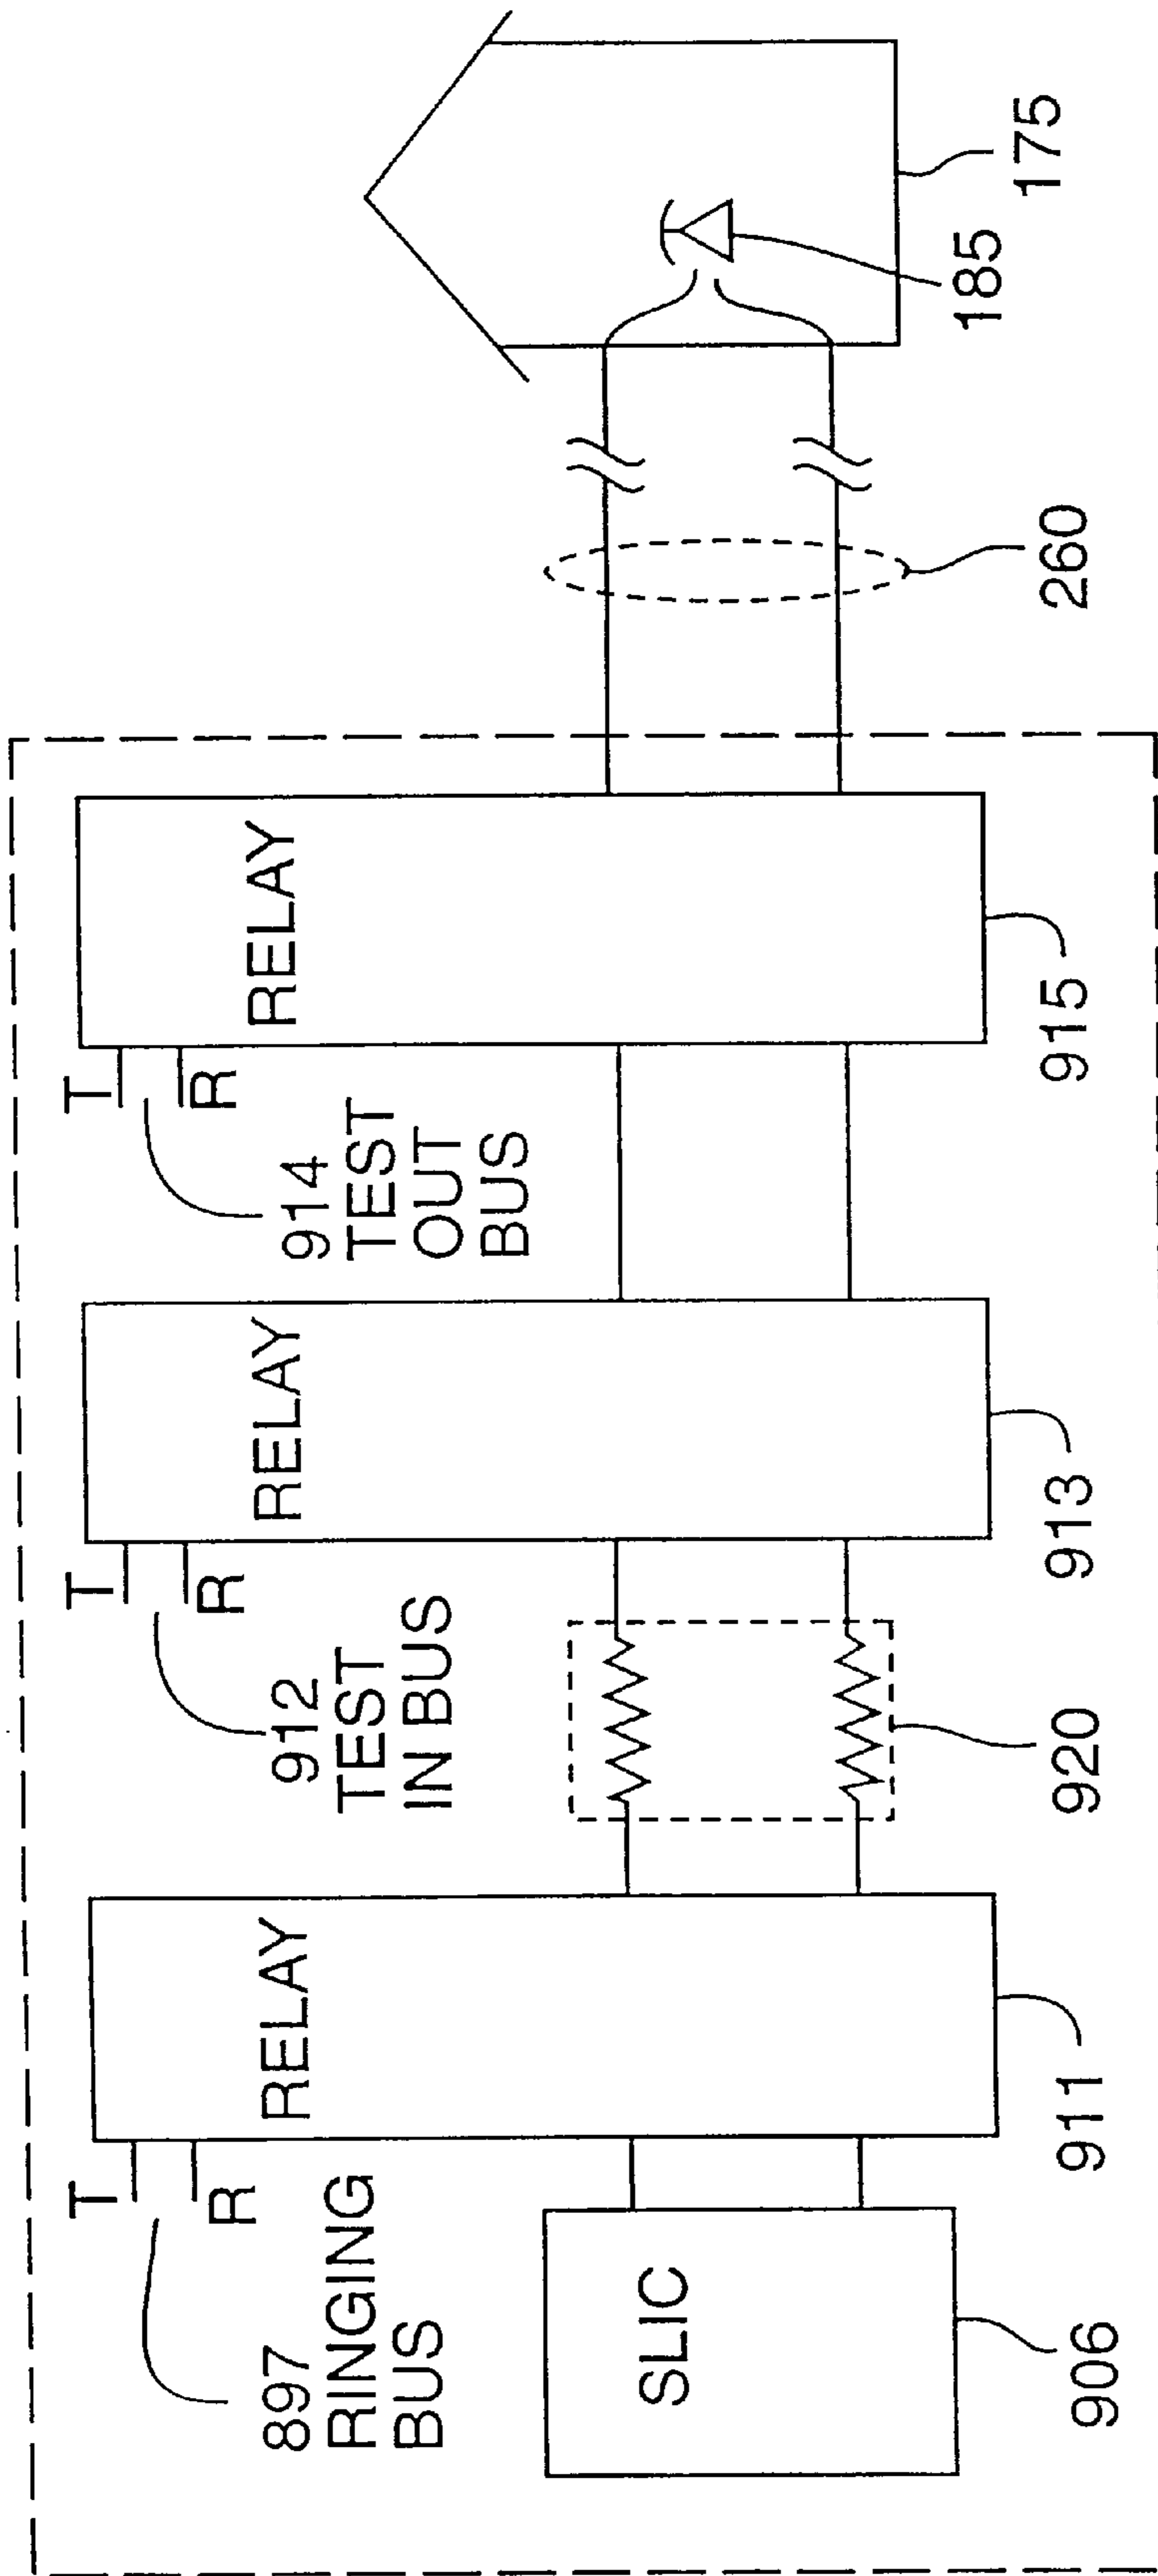 T
R
897
RINGING
BUS
SLIC
906
RELAY
911
920
T
R
912
TEST
IN BUS
RELAY
913
T
R
914
TEST
OUT
BUS
RELAY
915
260
185
175